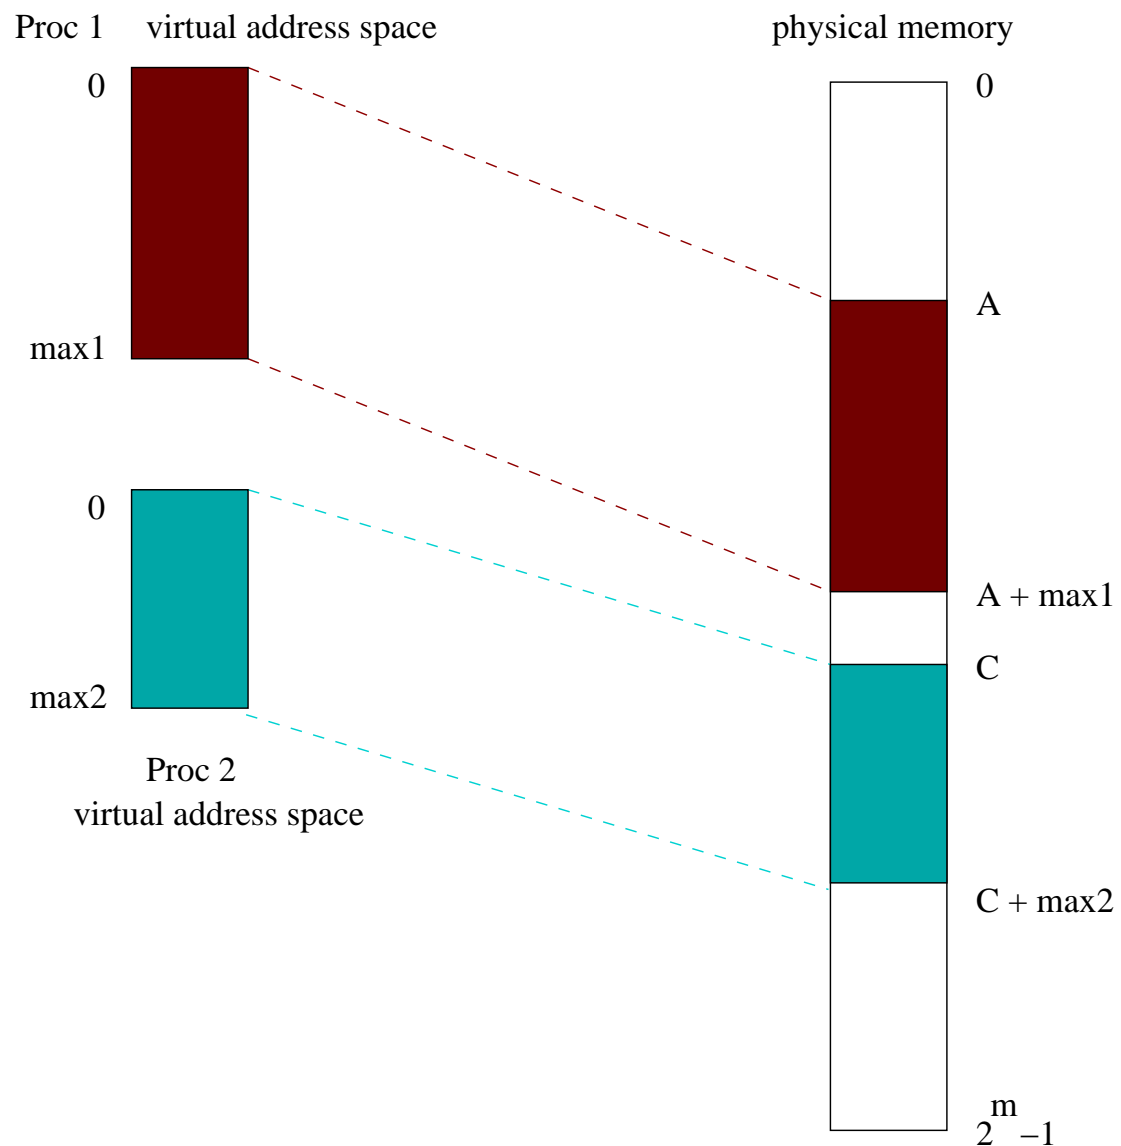 Proc 1 virtual address space
physical memory
0
max1
0
max2
Proc 2
virtual address space
0
A
A + max1
C
C + max2
2^m –1